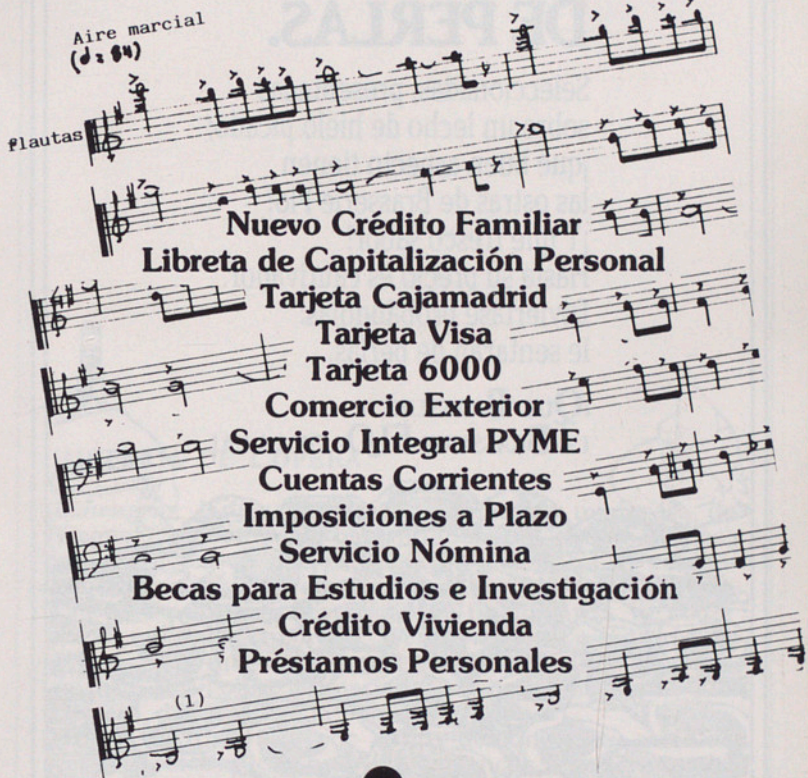 Aire marcial
flautas
Nuevo Crédito Familiar
Libreta de Capitalización Personal
Tarjeta Cajamadrid
Tarjeta Visa
Tarjeta 6000
Comercio Exterior
Servicio Integral PYME
Cuentas Corrientes
Imposiciones a Plazo
Servicio Nómina
Becas para Estudios e Investigación
Crédito Vivienda
Préstamos Personales
(1)